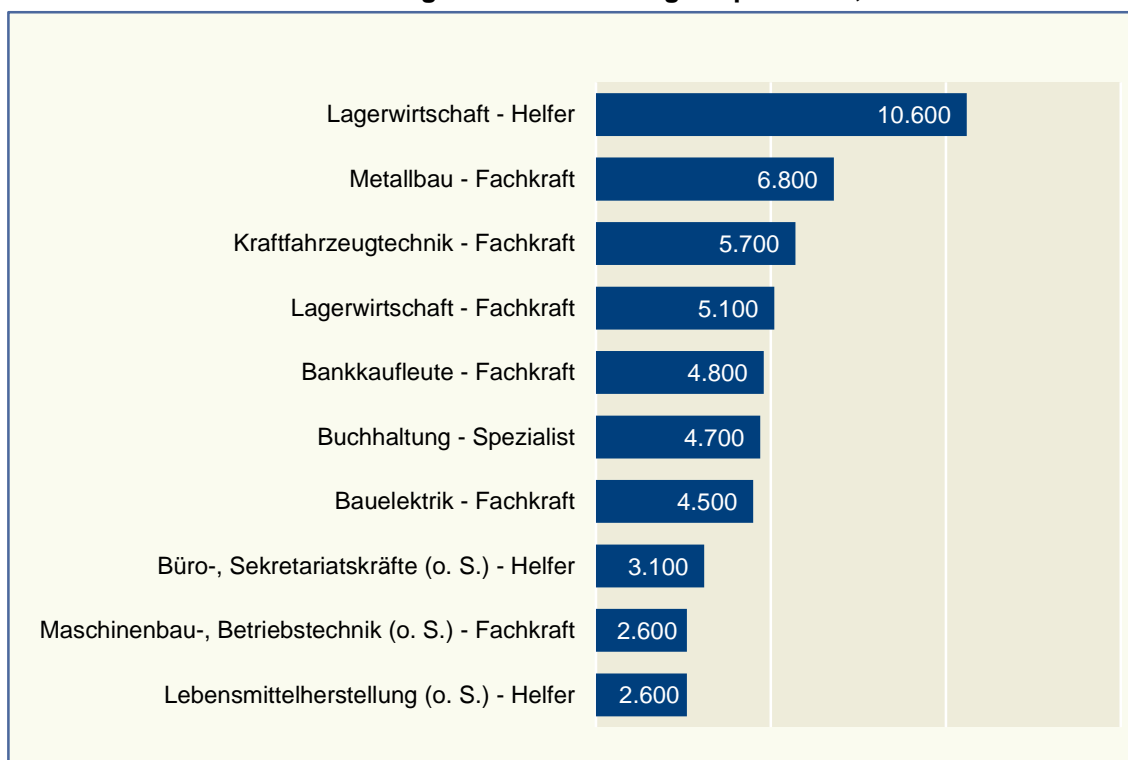 Lagerwirtschaft - Helfer 10.600
Metallbau - Fachkraft 6.800
Kraftfahrzeugtechnik - Fachkraft 5.700
Lagerwirtschaft - Fachkraft 5.100
Bankkaufleute - Fachkraft 4.800
Buchhaltung - Spezialist 4.700
Bauelektrik - Fachkraft 4.500
Büro-, Sekretariatskräfte (o. S.) - Helfer 3.100
Maschinenbau-, Betriebstechnik (o. S.) - Fachkraft 2.600
Lebensmittelherstellung (o. S.) - Helfer 2.600